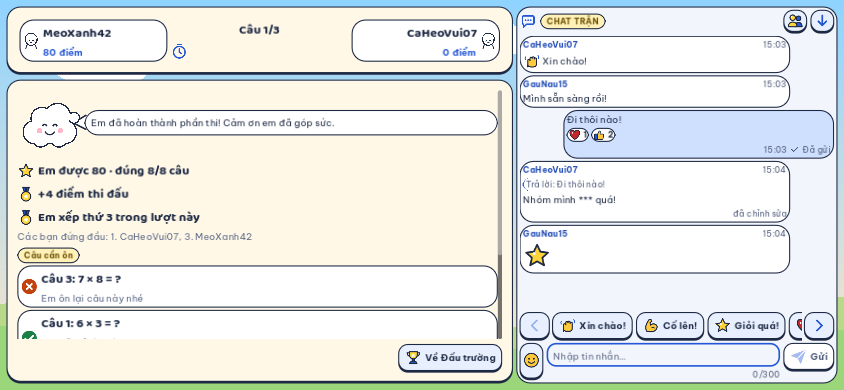 MeoXanh42
80 điểm
Câu 1/3
CaHeoVui07
0 điểm
Em đã hoàn thành phần thi! Cảm ơn em đã góp sức.
Em được 80 · đúng 8/8 câu
+4 điểm thi đấu
Em xếp thứ 3 trong lượt này
Các bạn đứng đầu: 1. CaHeoVui07, 3. MeoXanh42
Câu cần ôn
Câu 3: 7 × 8 = ?
Em ôn lại câu này nhé
Câu 1: 6 × 3 = ?
Về Đấu trường
CHAT TRẬN
CaHeoVui07 15:03
Xin chào!
GauNau15 15:03
Mình sẵn sàng rồi!
Đi thôi nào!
1 2
15:03 ✓ Đã gửi
CaHeoVui07 15:04
(Trả lời: Đi thôi nào!
Nhóm mình *** quá!
đã chỉnh sửa
GauNau15 15:04
Xin chào!
Cố lên!
Giỏi quá!
Nhập tin nhắn...
Gửi
0/300